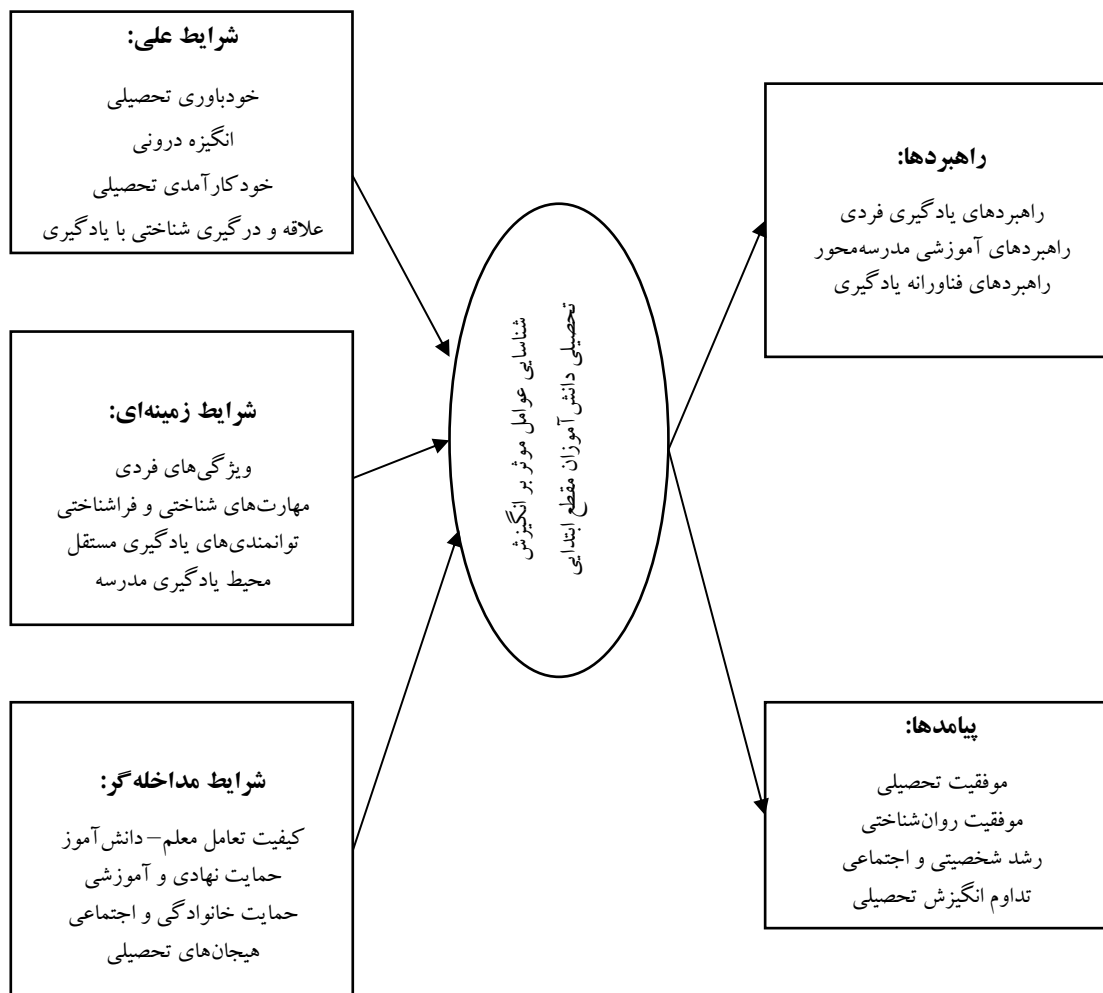 شرایط علی:
خودباوری تحصیلی
انگیزه درونی
خودکارآمدی تحصیلی
علاقه و درگیری شناختی با یادگیری
شرایط زمینه‌ای:
ویژگی‌های فردی
مهارت‌های شناختی و فراشناختی
توانمندی‌های یادگیری مستقل
محیط یادگیری مدرسه
شرایط مداخله‌گر:
کیفیت تعامل معلم–دانش‌آموز
حمایت نهادی و آموزشی
حمایت خانوادگی و اجتماعی
هیجان‌های تحصیلی
شناسایی عوامل موثر بر انگیزش
تحصیلی دانش‌آموزان مقطع ابتدایی
راهبردها:
راهبردهای یادگیری فردی
راهبردهای آموزشی مدرسه‌محور
راهبردهای فناورانه یادگیری
پیامدها:
موفقیت تحصیلی
موفقیت روان‌شناختی
رشد شخصیتی و اجتماعی
تداوم انگیزش تحصیلی